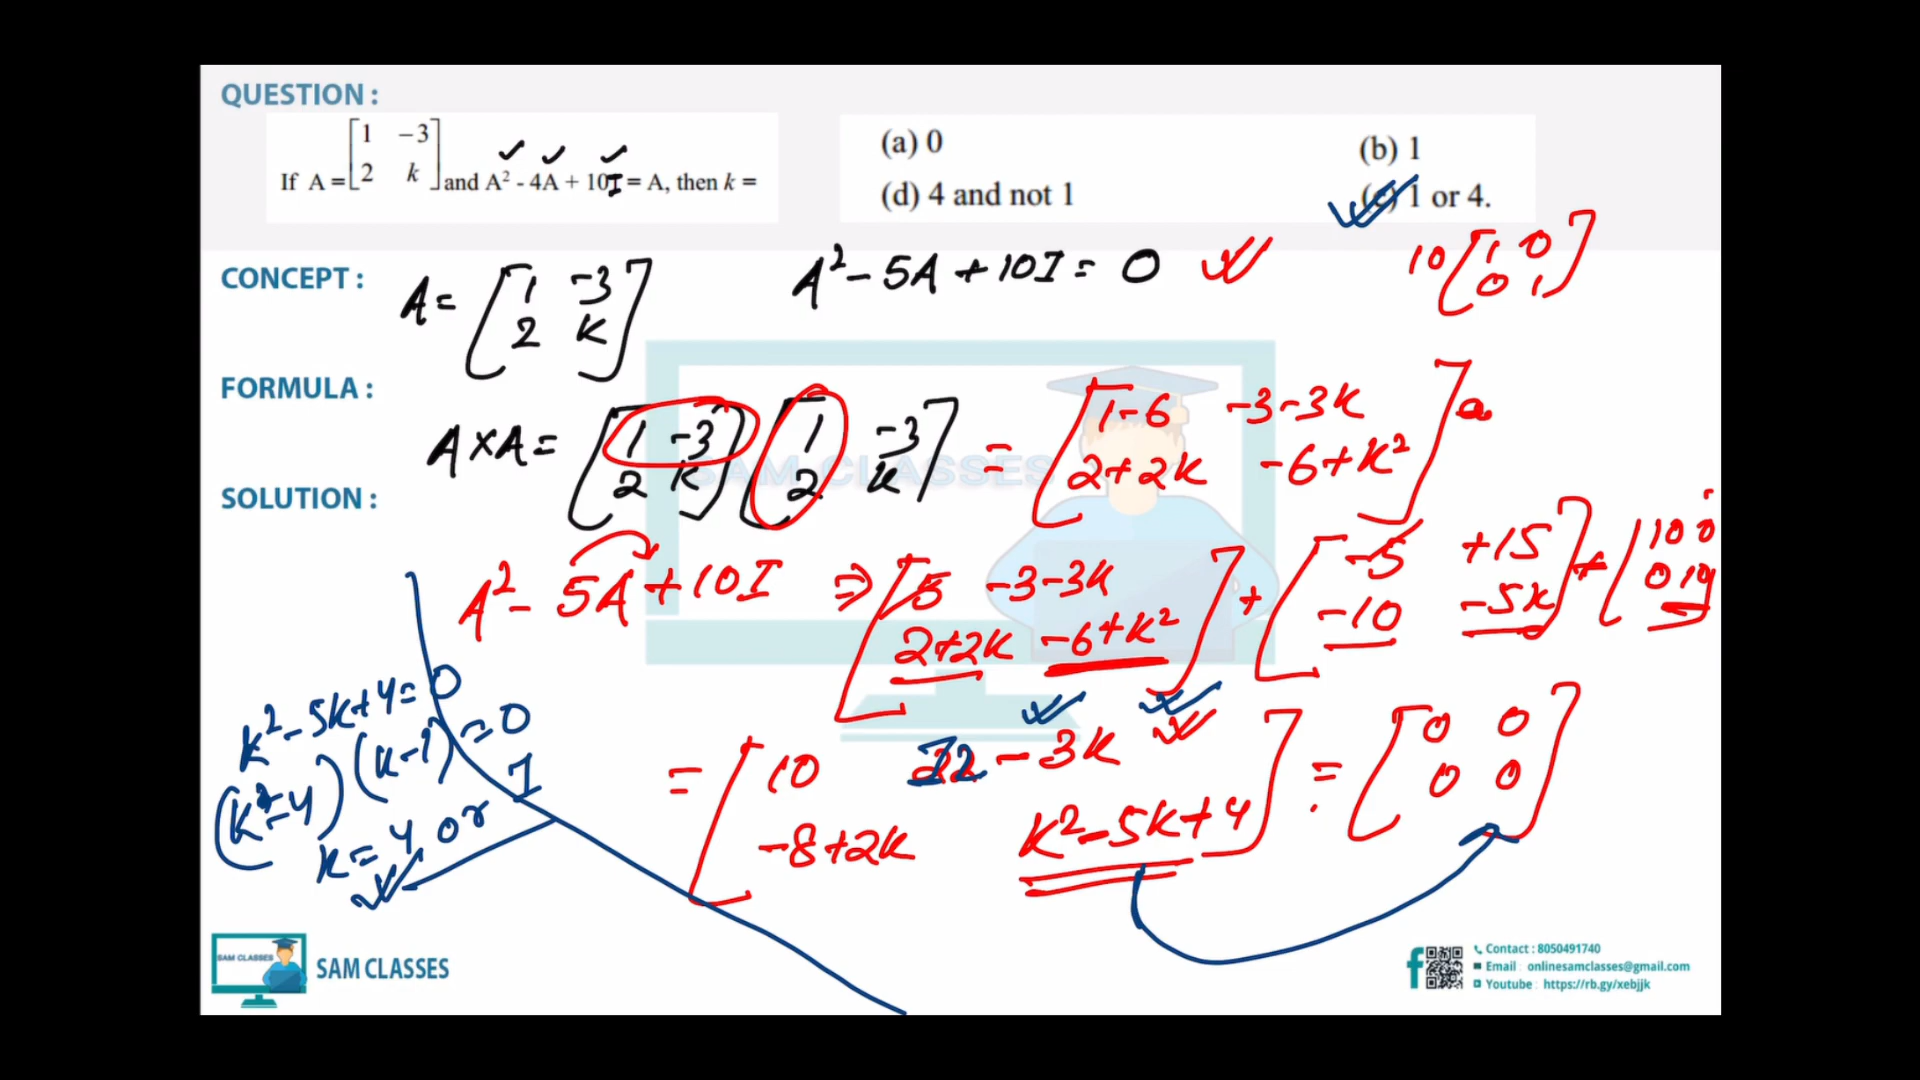 QUESTION :
If A = [1 -3
2 k] and A² - 4A + 10I = A, then k =
(a) 0
(b) 1
(d) 4 and not 1
(c) 1 or 4.
10[1 0
0 1]
CONCEPT :
A = [1 -3
2 k]
A² - 5A + 10I = 0
FORMULA :
A×A = [1 -3
2 k] [1 -3
2 k] = [1-6 -3-3k
2+2k -6+k²]
SAM CLASSES
SOLUTION :
A² - 5A + 10I ⇒ [5 -3-3k
2+2k -6+k²] + [-5 +15
-10 -5k] + [10 0
0 10]
k² - 5k + 4 = 0
(k - 4) (k - 1) = 0
k = 4 or 1
= [10 12 - 3k
-8+2k k² - 5k + 4] = [0 0
0 0]
SAM CLASSES
SAM CLASSES
Contact : 8050491740
Email : onlinesamclasses@gmail.com
Youtube : https://rb.gy/xebjjk